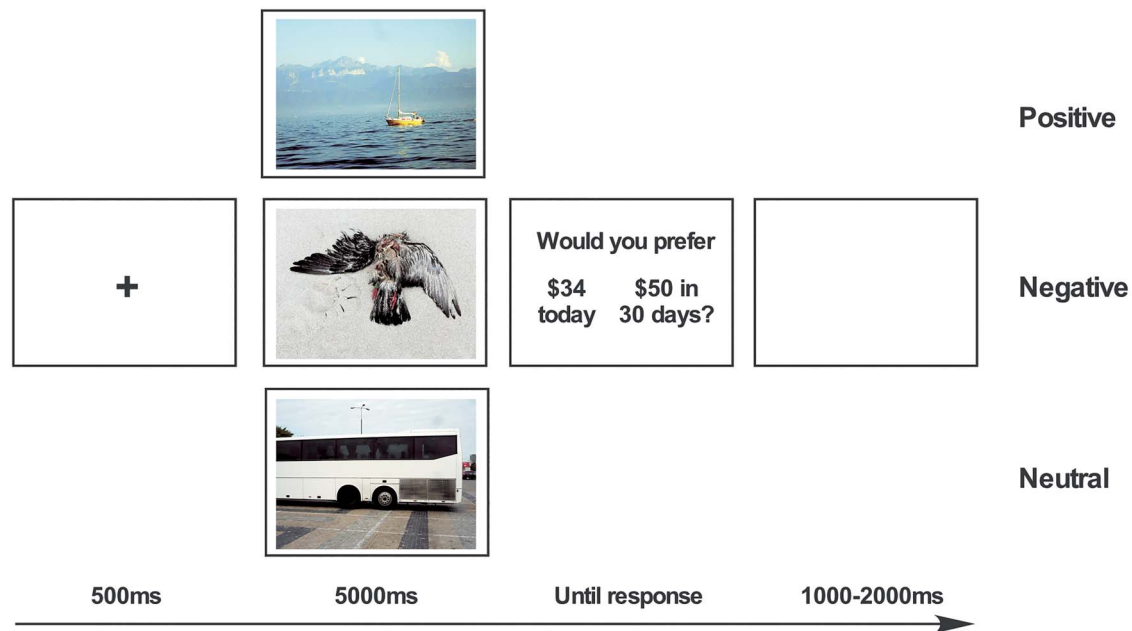 Positive
+
Would you prefer
$34 $50 in
today 30 days?
Negative
Neutral
500ms 5000ms Until response 1000-2000ms